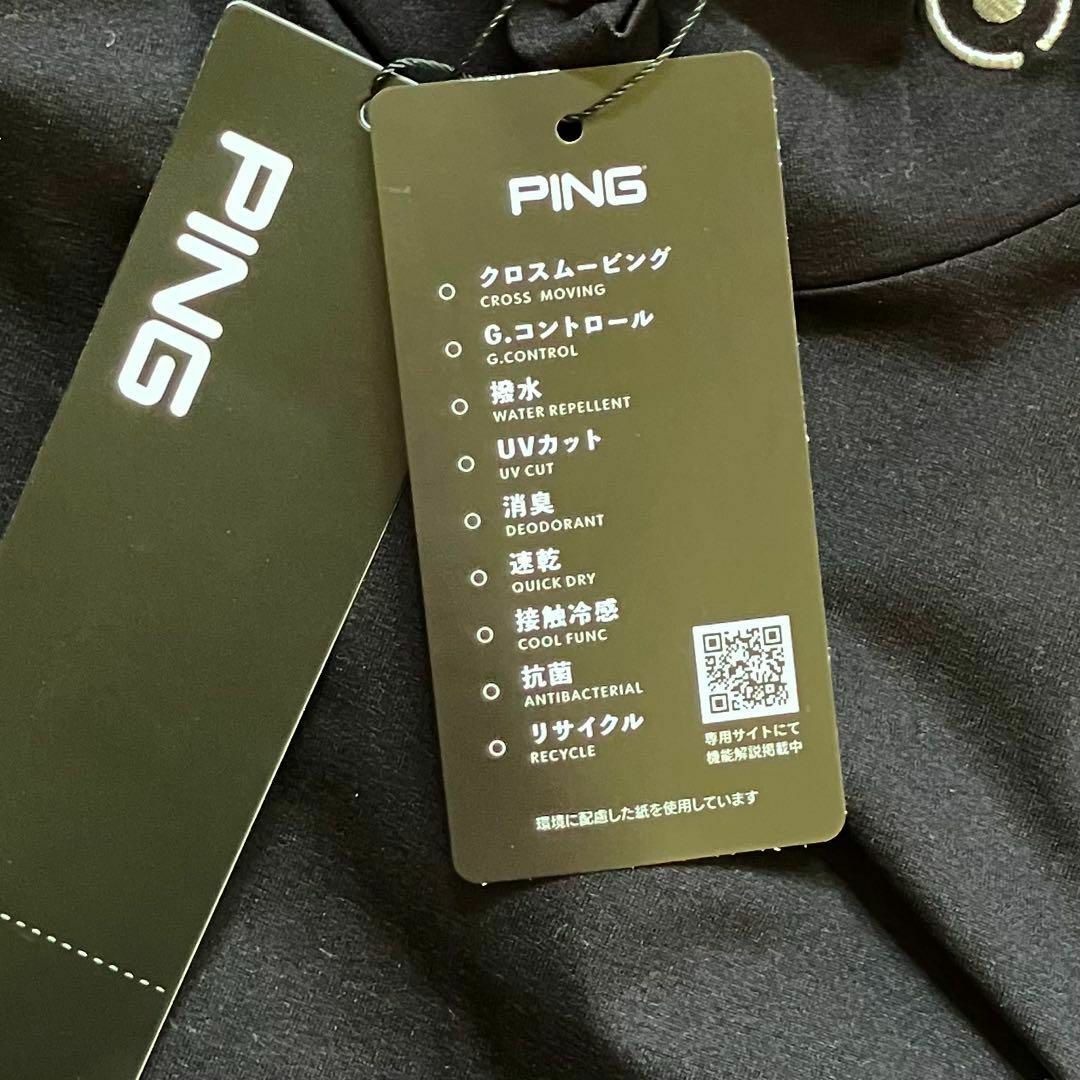 PING
PING
クロスムービング
CROSS MOVING
G.コントロール
G.CONTROL
撥水
WATER REPELLENT
UVカット
UV CUT
消臭
DEODORANT
速乾
QUICK DRY
接触冷感
COOL FUNC
抗菌
ANTIBACTERIAL
リサイクル
RECYCLE
専用サイトにて
機能解説掲載中
環境に配慮した紙を使用しています